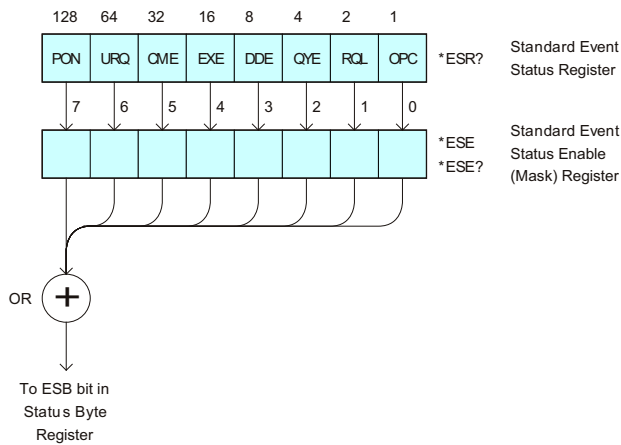 128 64 32 16 8 4 2 1
PON URQ CME EXE DDE QYE RQL OPC
*ESR?
Standard Event
Status Register
7 6 5 4 3 2 1 0
*ESE
*ESE?
Standard Event
Status Enable
(Mask) Register
OR
+
To ESB bit in
Status Byte
Register